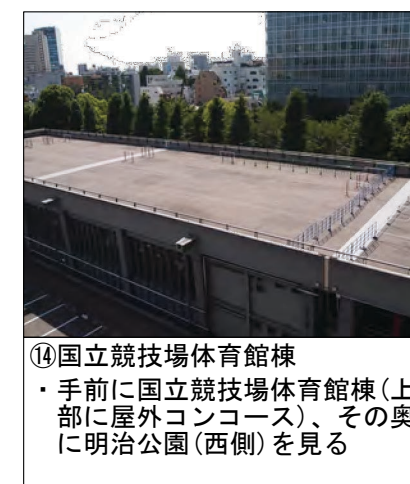 ⑭国立競技場体育館棟
・手前に国立競技場体育館棟(上
部に屋外コンコース)、その奥
に明治公園(西側)を見る